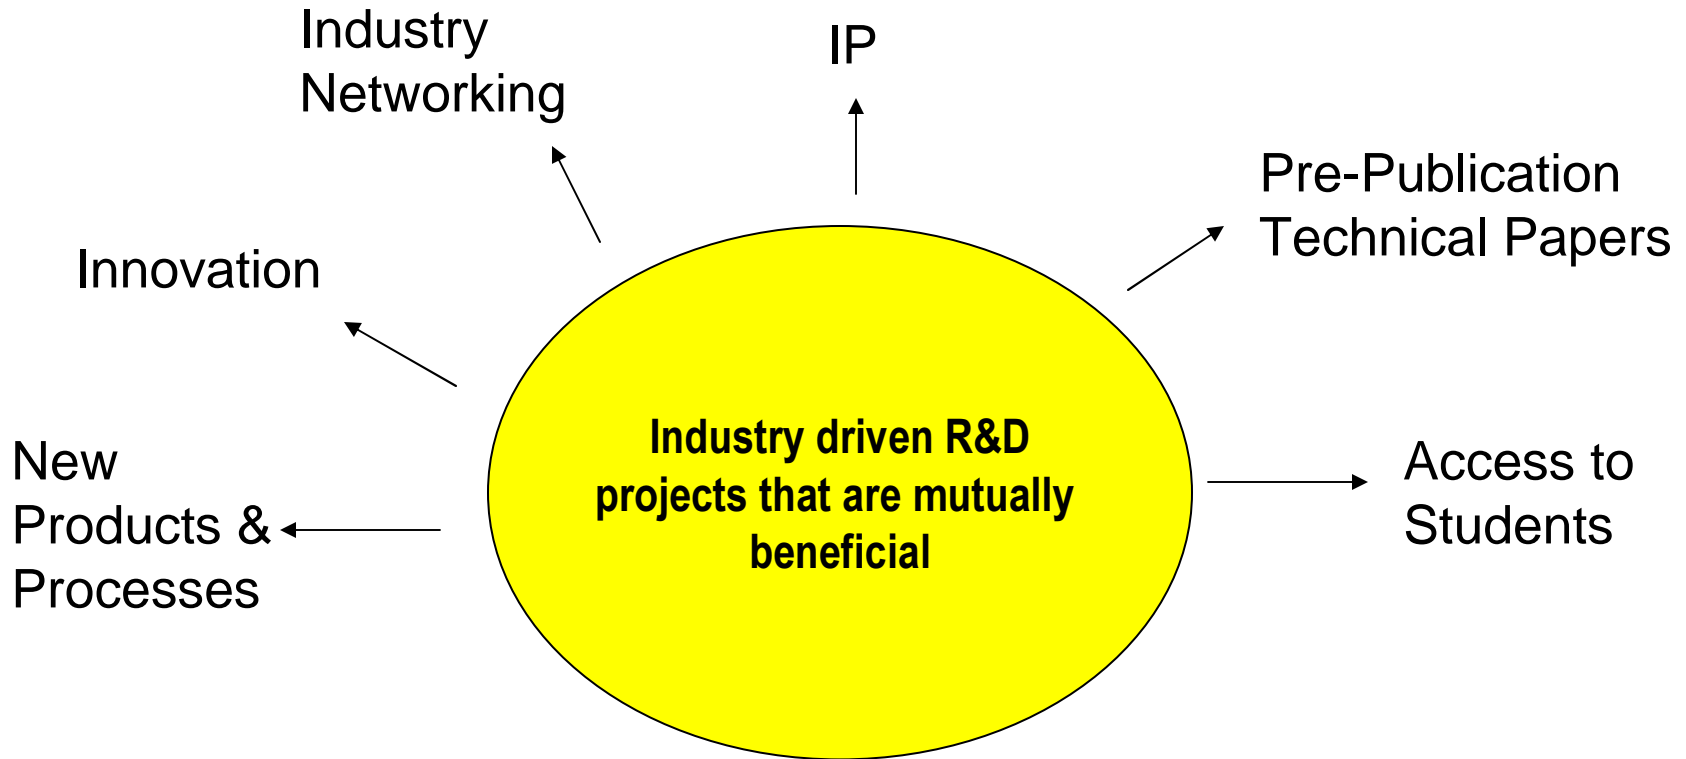 Industry
Networking
IP
Pre-Publication
Technical Papers
Innovation
New
Products &
Processes
Industry driven R&D
projects that are mutually
beneficial
Access to
Students